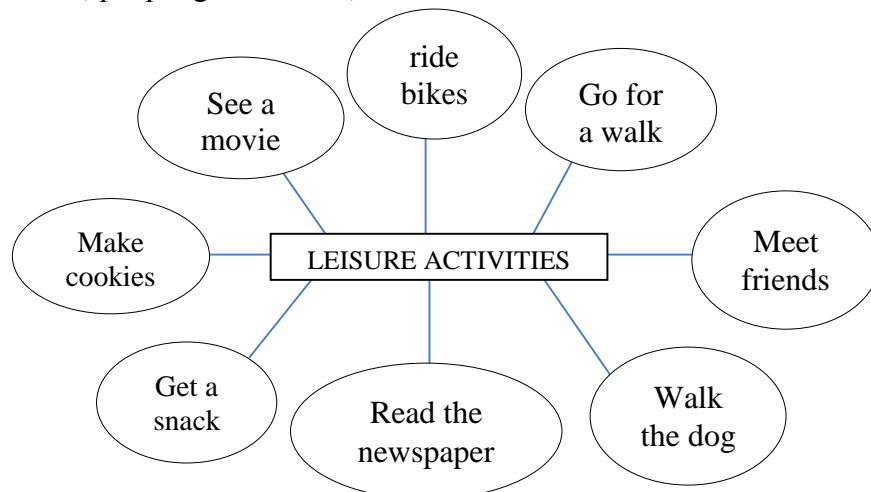 ride
bikes
See a
movie
Go for
a walk
Make
cookies
LEISURE ACTIVITIES
Meet
friends
Get a
snack
Read the
newspaper
Walk
the dog